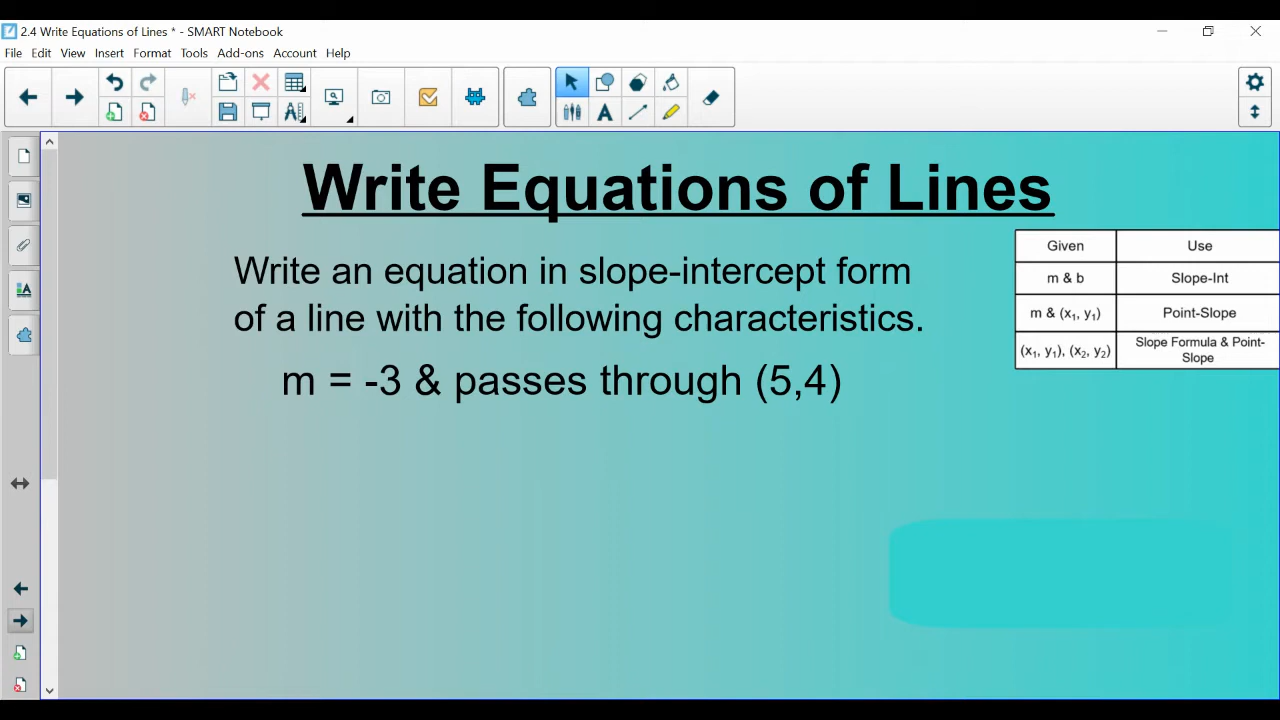 2.4 Write Equations of Lines * - SMART Notebook
File Edit View Insert Format Tools Add-ons Account Help
Write Equations of Lines
Write an equation in slope-intercept form
of a line with the following characteristics.
m = -3 & passes through (5,4)
Given Use
m & b Slope-Int
m & (x₁, y₁) Point-Slope
(x₁, y₁), (x₂, y₂) Slope Formula & Point-
Slope